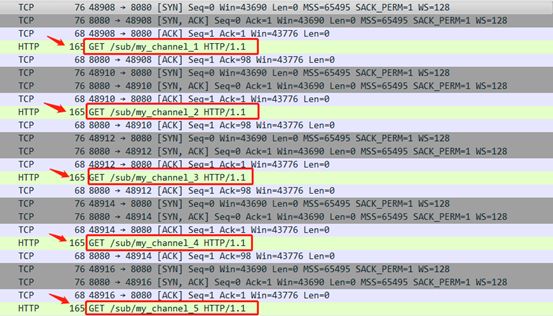 TCP 76 48908 → 8080 [SYN] Seq=0 Win=43690 Len=0 MSS=65495 SACK_PERM=1 WS=128
TCP 76 8080 → 48908 [SYN, ACK] Seq=0 Ack=1 Win=43690 Len=0 MSS=65495 SACK_PERM=1 WS=128
TCP 68 48908 → 8080 [ACK] Seq=1 Ack=1 Win=43776 Len=0
HTTP 165 GET /sub/my_channel_1 HTTP/1.1
TCP 68 8080 → 48908 [ACK] Seq=1 Ack=98 Win=43776 Len=0
TCP 76 48910 → 8080 [SYN] Seq=0 Win=43690 Len=0 MSS=65495 SACK_PERM=1 WS=128
TCP 76 8080 → 48910 [SYN, ACK] Seq=0 Ack=1 Win=43690 Len=0 MSS=65495 SACK_PERM=1 WS=128
TCP 68 48910 → 8080 [ACK] Seq=1 Ack=1 Win=43776 Len=0
HTTP 165 GET /sub/my_channel_2 HTTP/1.1
TCP 68 8080 → 48910 [ACK] Seq=1 Ack=98 Win=43776 Len=0
TCP 76 48912 → 8080 [SYN] Seq=0 Win=43690 Len=0 MSS=65495 SACK_PERM=1 WS=128
TCP 76 8080 → 48912 [SYN, ACK] Seq=0 Ack=1 Win=43690 Len=0 MSS=65495 SACK_PERM=1 WS=128
TCP 68 48912 → 8080 [ACK] Seq=1 Ack=1 Win=43776 Len=0
HTTP 165 GET /sub/my_channel_3 HTTP/1.1
TCP 68 8080 → 48912 [ACK] Seq=1 Ack=98 Win=43776 Len=0
TCP 76 48914 → 8080 [SYN] Seq=0 Win=43690 Len=0 MSS=65495 SACK_PERM=1 WS=128
TCP 76 8080 → 48914 [SYN, ACK] Seq=0 Ack=1 Win=43690 Len=0 MSS=65495 SACK_PERM=1 WS=128
TCP 68 48914 → 8080 [ACK] Seq=1 Ack=1 Win=43776 Len=0
HTTP 165 GET /sub/my_channel_4 HTTP/1.1
TCP 68 8080 → 48914 [ACK] Seq=1 Ack=98 Win=43776 Len=0
TCP 76 48916 → 8080 [SYN] Seq=0 Win=43690 Len=0 MSS=65495 SACK_PERM=1 WS=128
TCP 76 8080 → 48916 [SYN, ACK] Seq=0 Ack=1 Win=43690 Len=0 MSS=65495 SACK_PERM=1 WS=128
TCP 68 48916 → 8080 [ACK] Seq=1 Ack=1 Win=43776 Len=0
HTTP 165 GET /sub/my_channel_5 HTTP/1.1